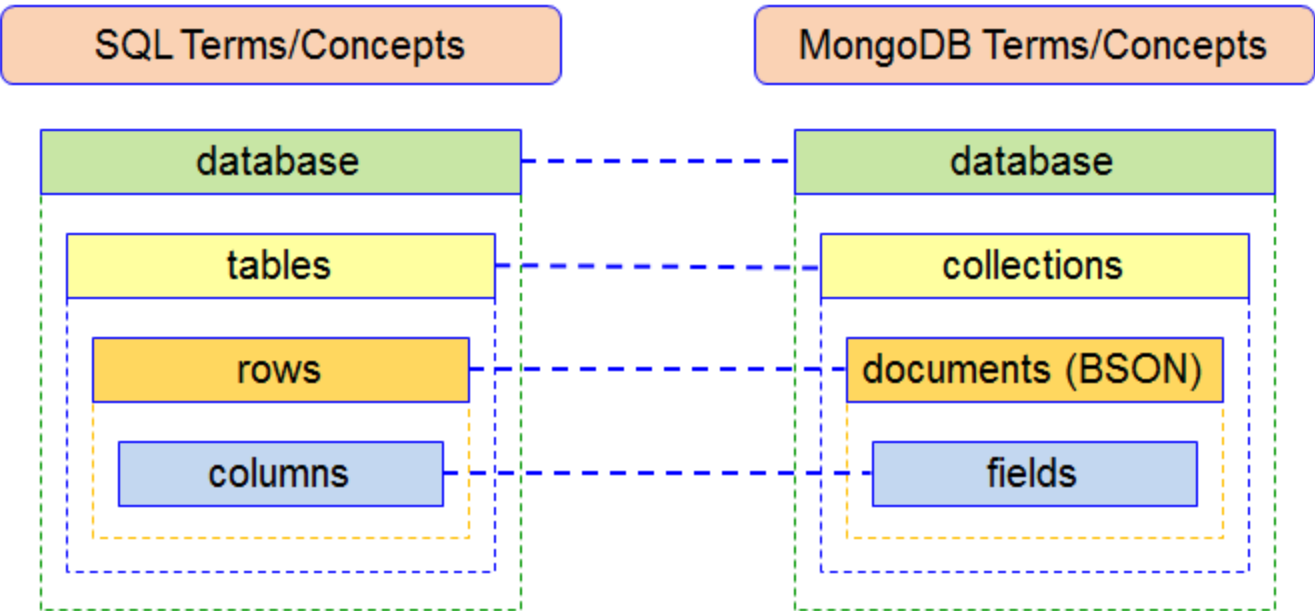 SQL Terms/Concepts
MongoDB Terms/Concepts
database
database
tables
collections
rows
documents (BSON)
columns
fields